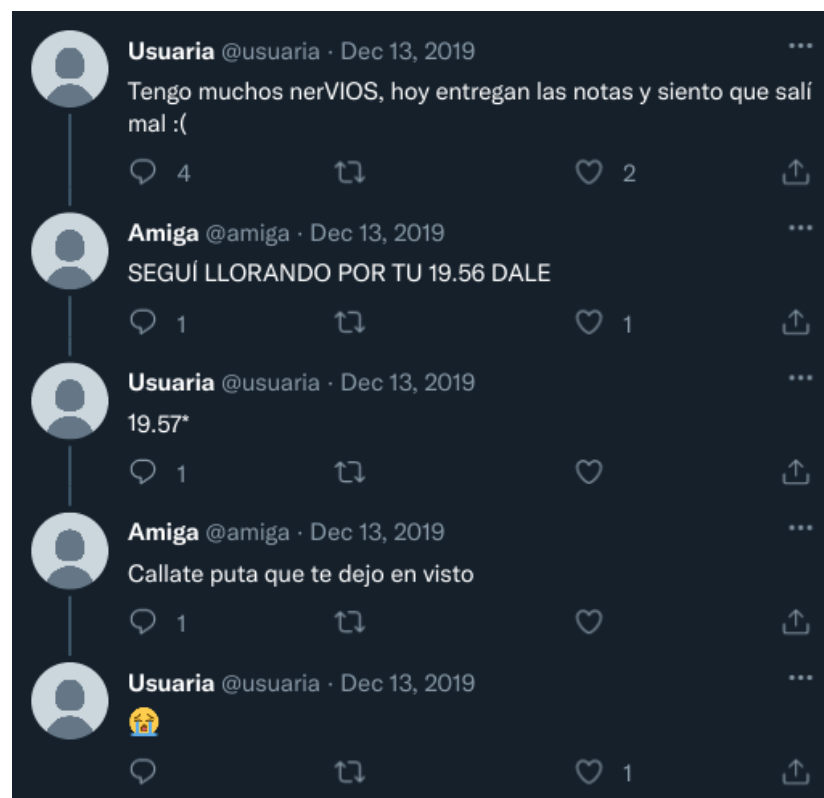 Usuaria @usuaria · Dec 13, 2019
Tengo muchos nerVIOS, hoy entregan las notas y siento que salí
mal :(
4 2
Amiga @amiga · Dec 13, 2019
SEGUÍ LLORANDO POR TU 19.56 DALE
1 1
Usuaria @usuaria · Dec 13, 2019
19.57*
1
Amiga @amiga · Dec 13, 2019
Callate puta que te dejo en visto
1
Usuaria @usuaria · Dec 13, 2019
😭
1